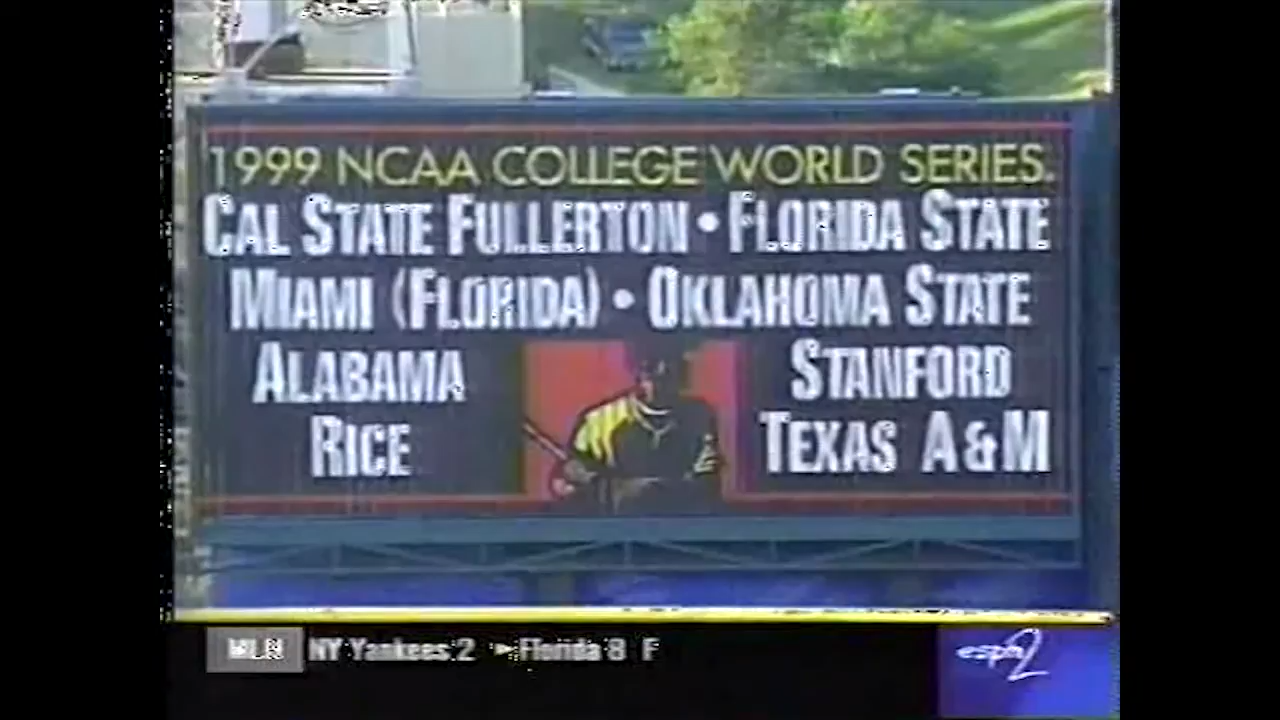 1999 NCAA COLLEGE WORLD SERIES.
CAL STATE FULLERTON • FLORIDA STATE
MIAMI (FLORIDA) • OKLAHOMA STATE
ALABAMA STANFORD
RICE TEXAS A&M
NY Yankees 2 ►Florida 8 F
espn2